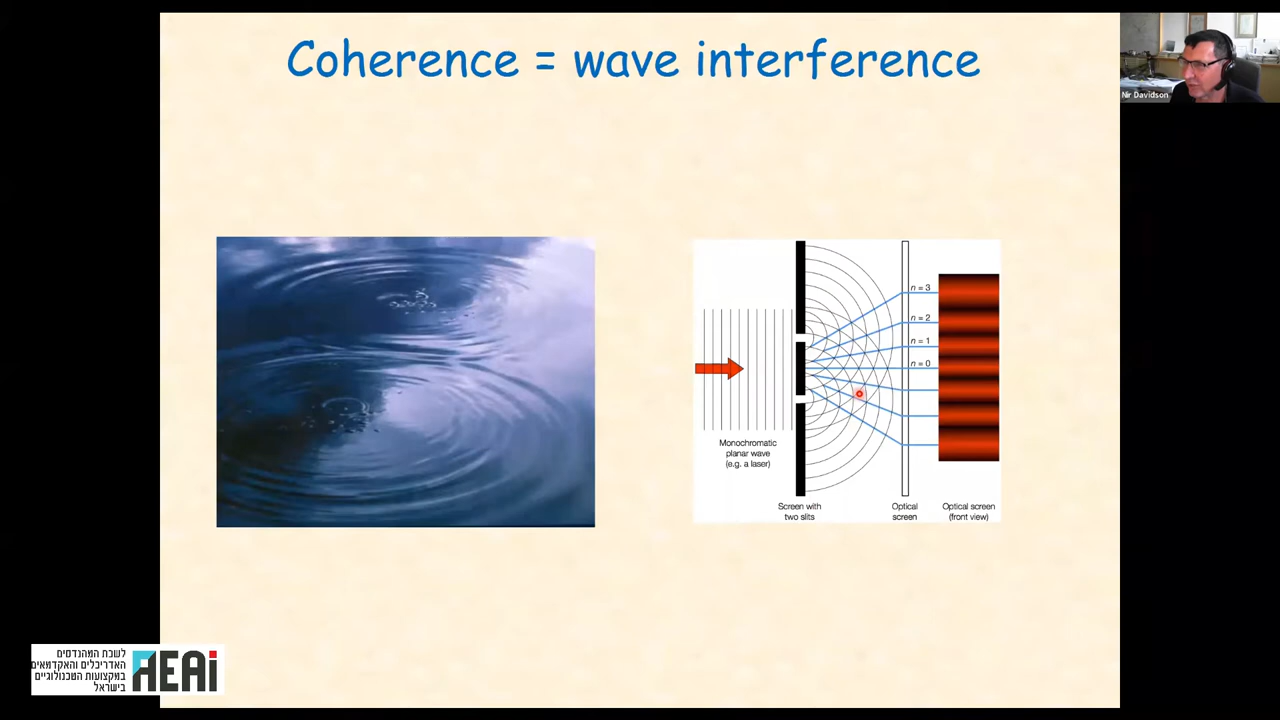 Coherence = wave interference
Nir Davidson
n = 3
n = 2
n = 1
n = 0
Monochromatic
planar wave
(e.g. a laser)
Screen with
two slits
Optical
screen
Optical screen
(front view)
לשכת המהנדסים
האדריכלים והאקדמאים
במקצועות הטכנולוגיים
בישראל
AEAi